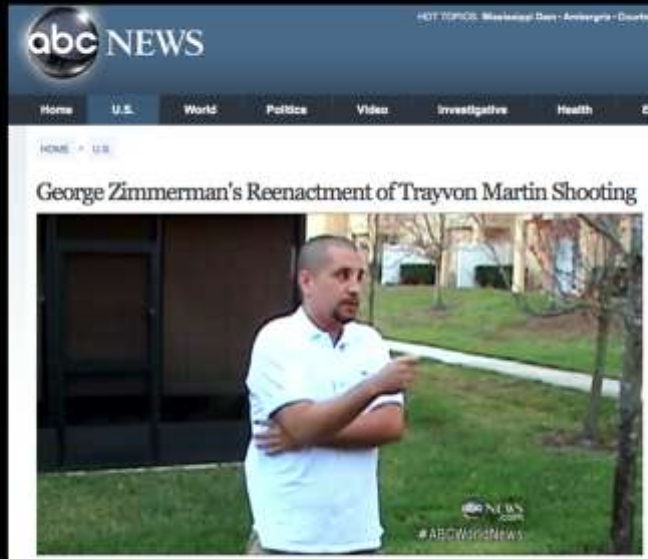 HOT TOPICS: Mississippi Dam · Ambergris ·
abc NEWS
Home U.S. World Politics Video Investigative Health
HOME > U.S.
George Zimmerman's Reenactment of Trayvon Martin Shooting
abc NEWS
.com
#ABCWorldNews